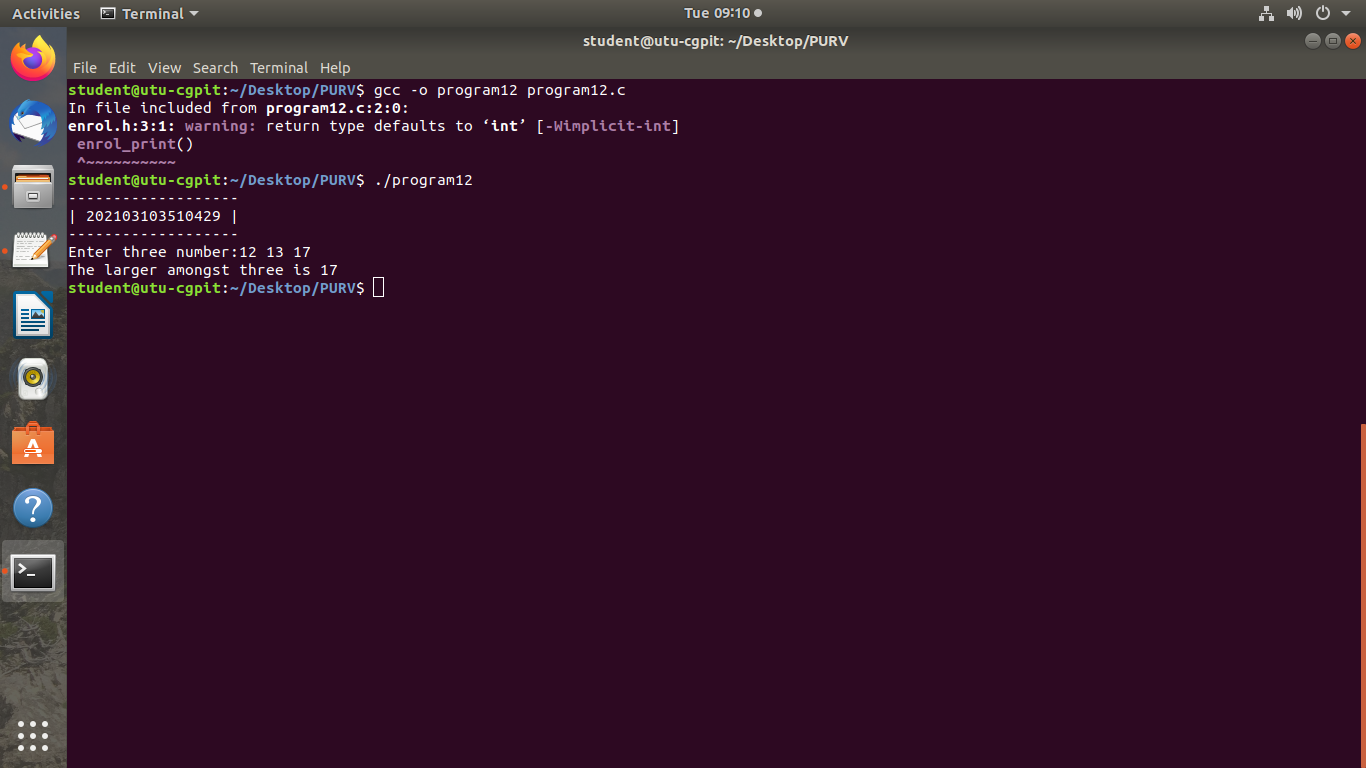 Activities Terminal Tue 09:10
student@utu-cgpit: ~/Desktop/PURV
File Edit View Search Terminal Help
student@utu-cgpit:~/Desktop/PURV$ gcc -o program12 program12.c
In file included from program12.c:2:0:
enrol.h:3:1: warning: return type defaults to ‘int’ [-Wimplicit-int]
 enrol_print()
 ^~~~~~~~~~~
student@utu-cgpit:~/Desktop/PURV$ ./program12
-------------------
| 202103103510429 |
-------------------
Enter three number:12 13 17
The larger amongst three is 17
student@utu-cgpit:~/Desktop/PURV$